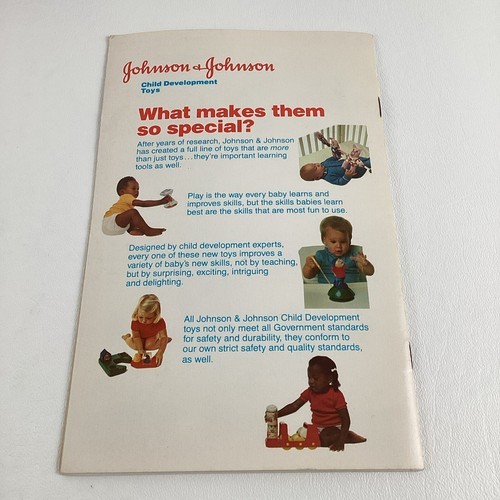 Johnson & Johnson
Child Development
Toys
What makes them
so special?
After years of research, Johnson & Johnson
has created a full line of toys that are more
than just toys...they're important learning
tools as well.
Play is the way every baby learns and
improves skills, but the skills babies learn
best are the skills that are most fun to use.
Designed by child development experts,
every one of these new toys improves a
variety of baby's new skills, not by teaching,
but by surprising, exciting, intriguing
and delighting.
All Johnson & Johnson Child Development
toys not only meet all Government standards
for safety and durability, they conform to
our own strict safety and quality standards,
as well.